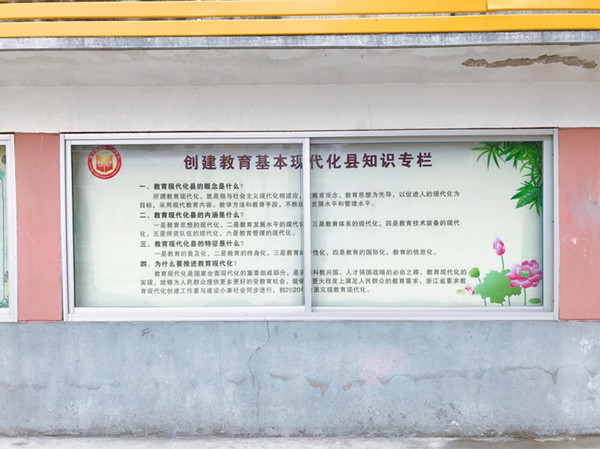 创建教育基本现代化县知识专栏
一、教育现代化县的概念是什么？
所谓教育现代化，就是指与社会主义现代化相适应，教育观念、教育思想为先导，以促进人的现代化为
目标，采用现代教育内容、教学方法和教育手段，不断发展水平和管理水平。
二、教育现代化县的内涵是什么？
一是教育思想的现代化，二是教育发展水平的现代化三是教育体系的现代化，四是教育技术装备的现代
化，五是师资队伍的现代化，六是教育管理的现代化。
三、教育现代化县的特征是什么？
一是教育的普及化，二是教育的终身化，三是教育的个性化，四是教育的国际化、教育的信息化。
四、为什么要推进教育现代化？
教育现代化是国家全面现代化的重要组成部分，是科教兴国、人才强国战略的必由之路，教育现代化的
实现，能够为人民群众提供更多更好的受教育机会，能够更大程度上满足人民群众的教育需求，浙江省要求教
育现代化创建工作要与建设小康社会同步进行，到2020年实现教育现代化。